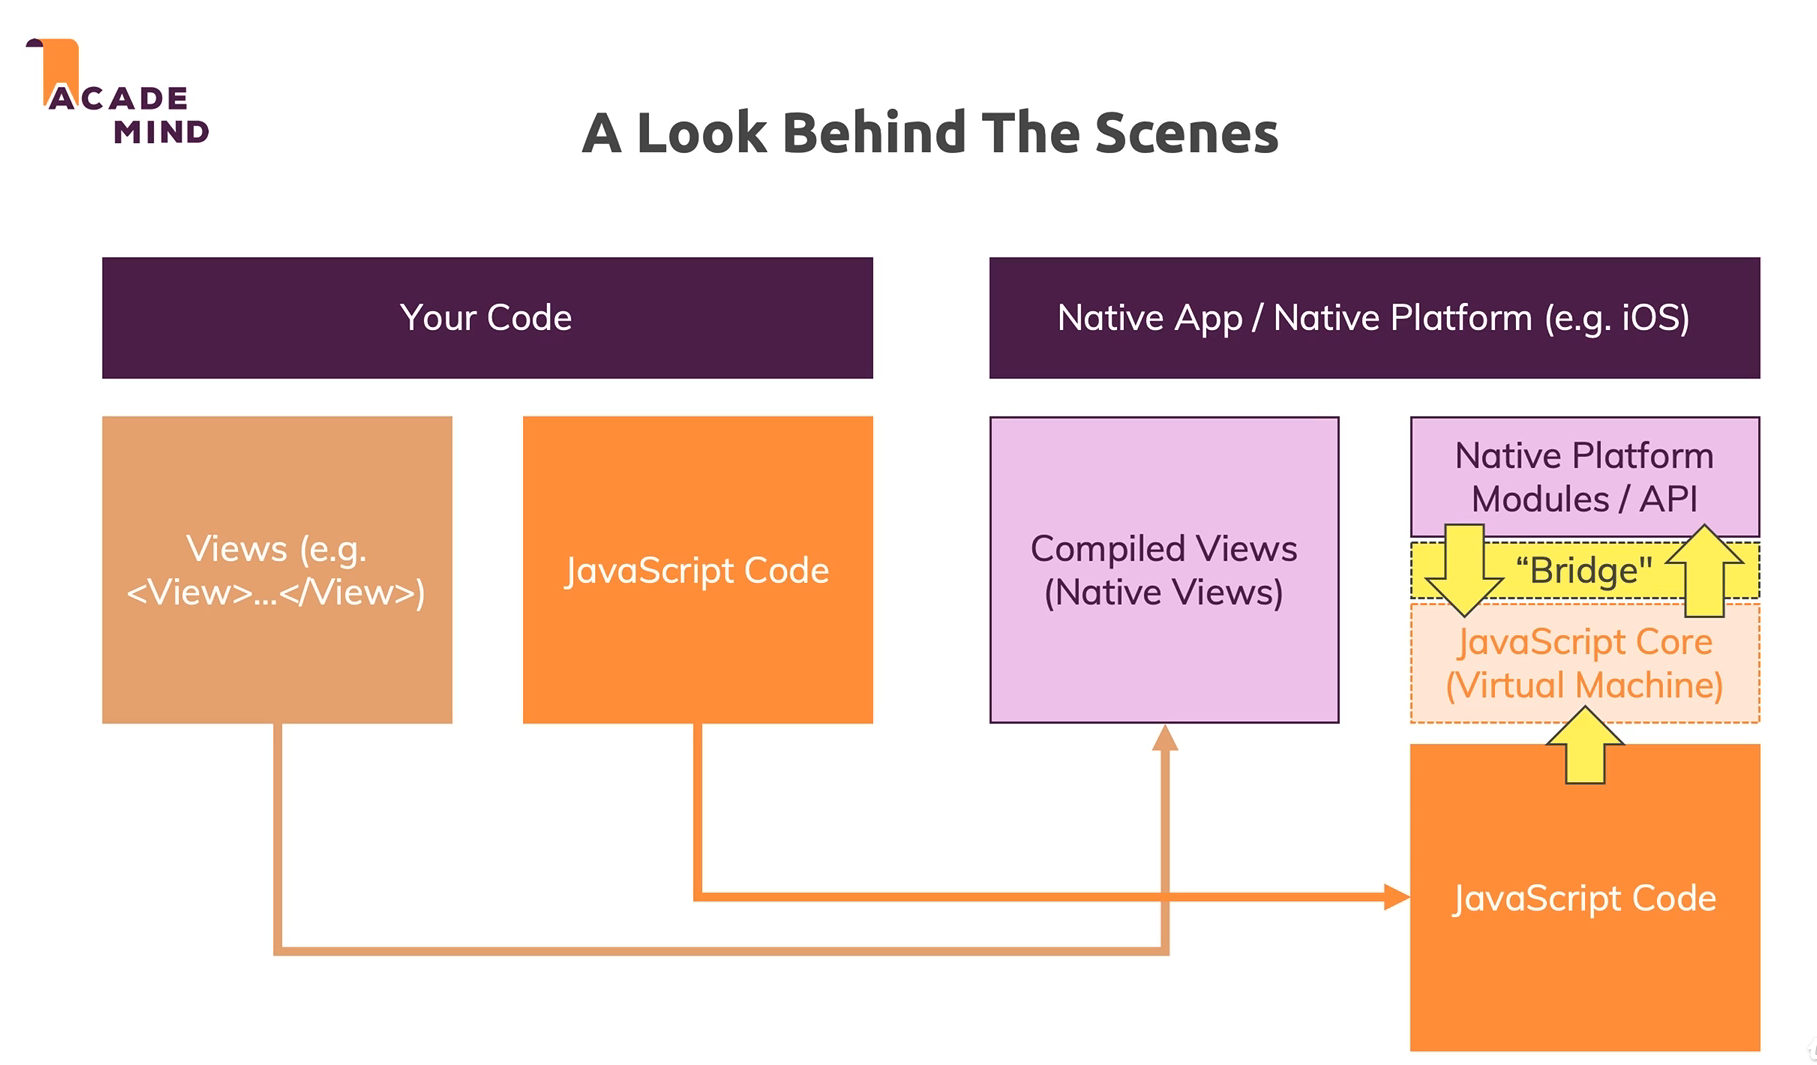 ACADE
MIND
A Look Behind The Scenes
Your Code
Native App / Native Platform (e.g. iOS)
Views (e.g.
<View>...</View>)
JavaScript Code
Compiled Views
(Native Views)
Native Platform
Modules / API
“Bridge"
JavaScript Core
(Virtual Machine)
JavaScript Code